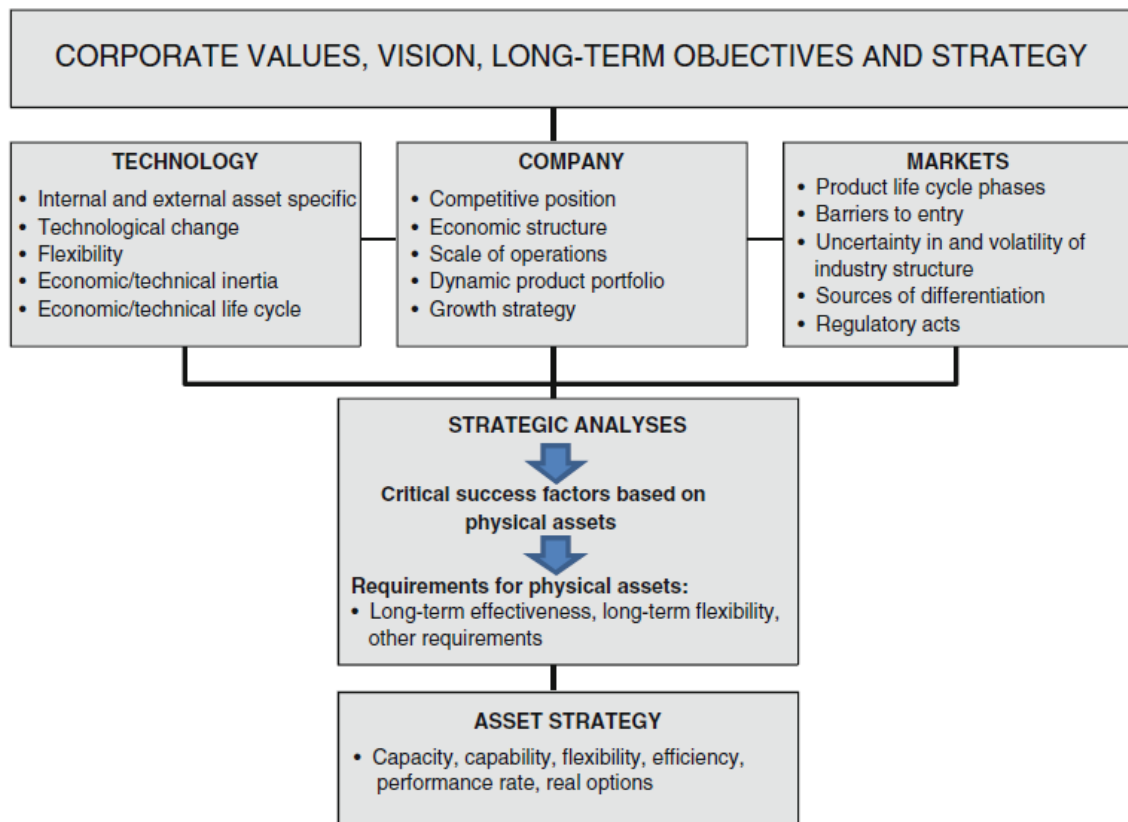 CORPORATE VALUES, VISION, LONG-TERM OBJECTIVES AND STRATEGY
TECHNOLOGY
• Internal and external asset specific
• Technological change
• Flexibility
• Economic/technical inertia
• Economic/technical life cycle
COMPANY
• Competitive position
• Economic structure
• Scale of operations
• Dynamic product portfolio
• Growth strategy
MARKETS
• Product life cycle phases
• Barriers to entry
• Uncertainty in and volatility of
industry structure
• Sources of differentiation
• Regulatory acts
STRATEGIC ANALYSES
Critical success factors based on
physical assets
Requirements for physical assets:
• Long-term effectiveness, long-term flexibility,
other requirements
ASSET STRATEGY
• Capacity, capability, flexibility, efficiency,
performance rate, real options